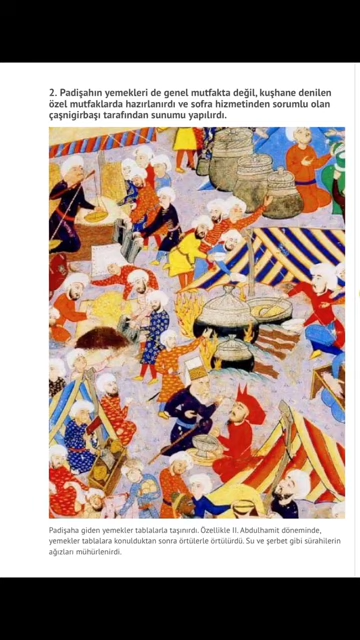 2. Padişahın yemekleri de genel mutfakta değil, kuşhane denilen
özel mutfaklarda hazırlanırdı ve sofra hizmetinden sorumlu olan
çaşnigirbaşı tarafından sunumu yapılırdı.
Padişaha giden yemekler tablalarla taşınırdı. Özellikle II. Abdulhamit döneminde,
yemekler tablalara konulduktan sonra örtülerle örtülürdü. Su ve şerbet gibi sürahilerin
ağızları mühürlenirdi.